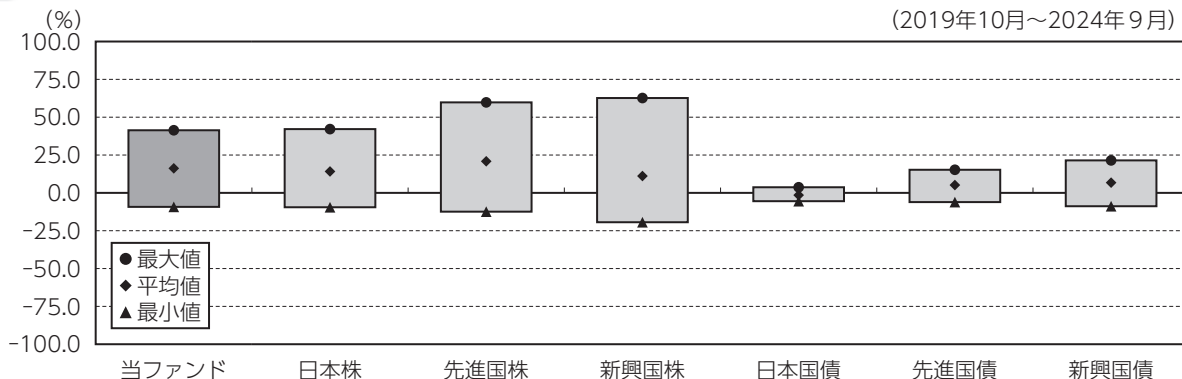 (%)
(2019年10月～2024年９月)
100.0
75.0
50.0
25.0
0.0
−25.0
−50.0
−75.0
−100.0
最大値
平均値
最小値
当ファンド 日本株 先進国株 新興国株 日本国債 先進国債 新興国債